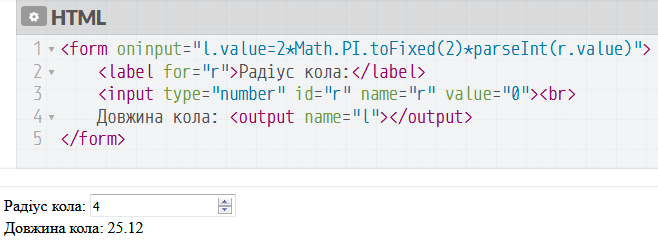 HTML
1 <form oninput="l.value=2*Math.PI.toFixed(2)*parseInt(r.value)">
2 <label for="r">Радіус кола:</label>
3 <input type="number" id="r" name="r" value="0"><br>
4 Довжина кола: <output name="l"></output>
5 </form>
Радіус кола: 4
Довжина кола: 25.12